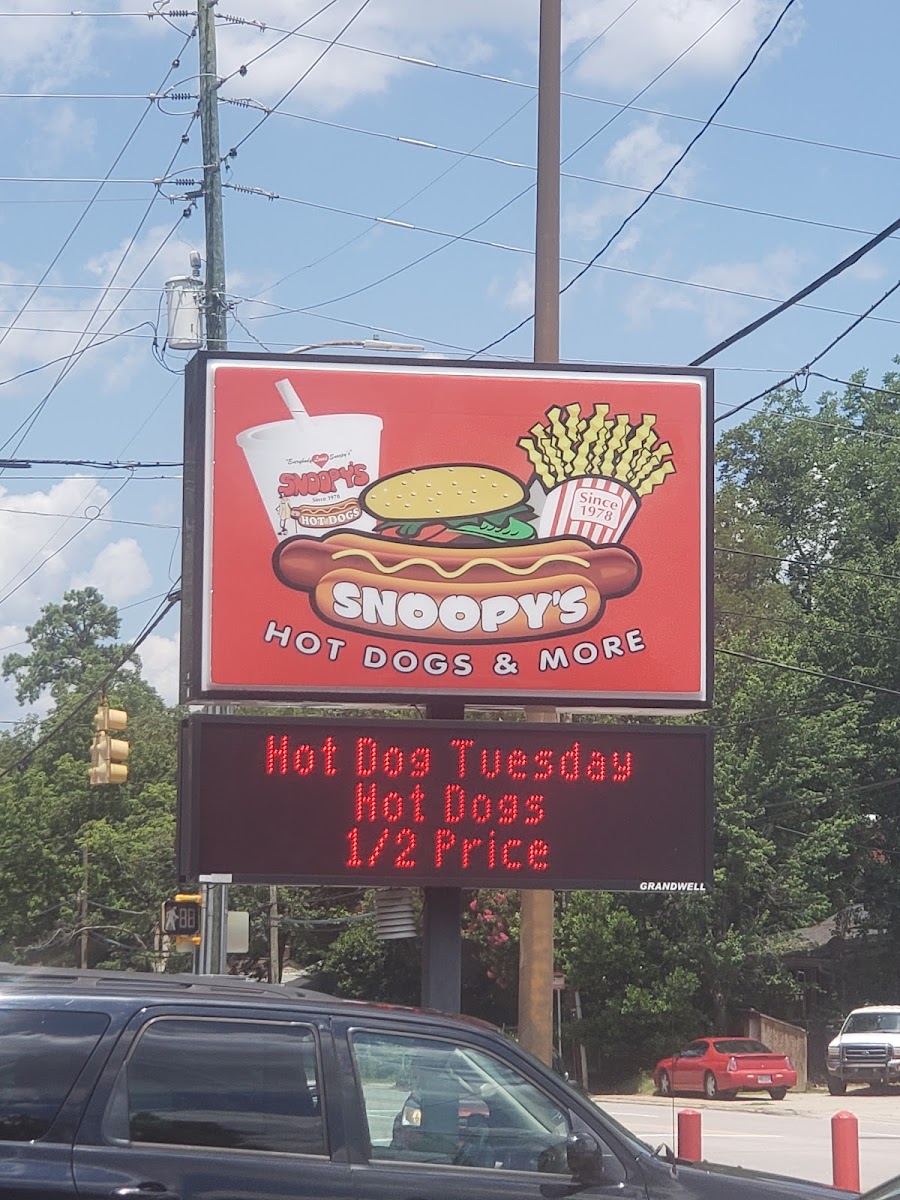 "Everybody Loves Snoopy's"
SNOOPY'S
Since 1978
HOT DOGS
Since
1978
SNOOPY'S
HOT DOGS & MORE
Hot Dog Tuesday
Hot Dogs
1/2 Price
GRANDWELL